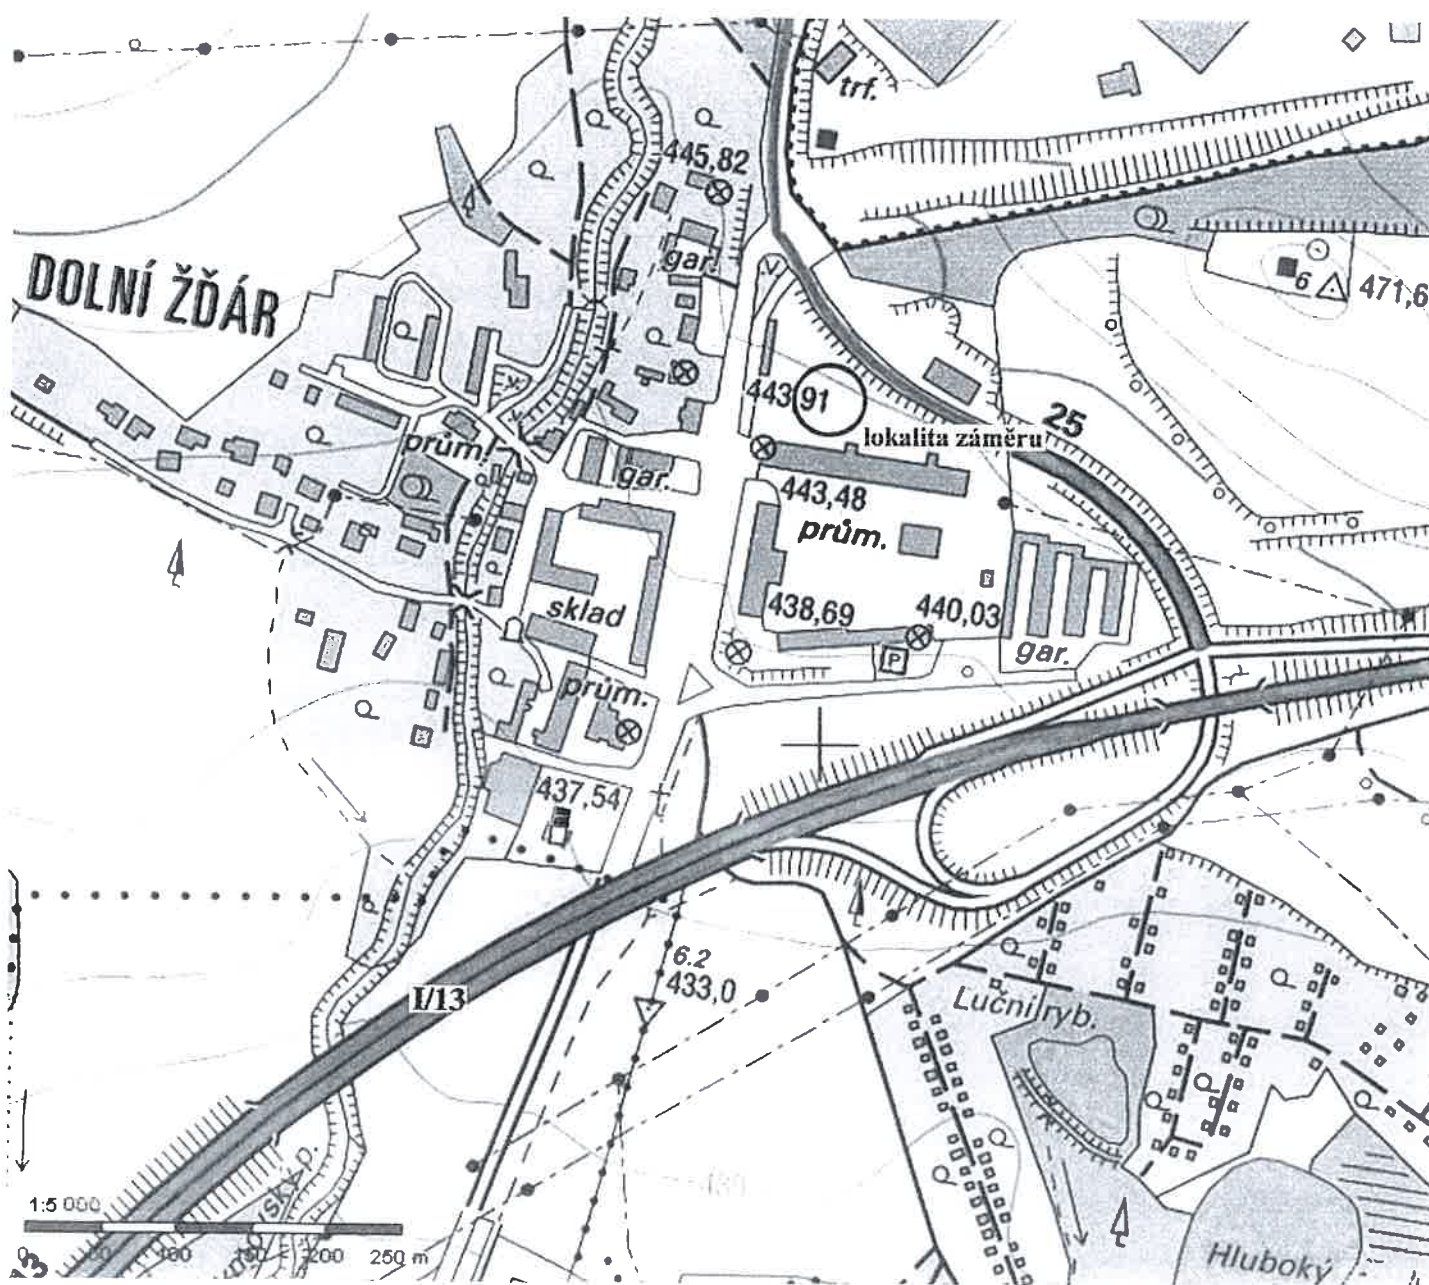 trf.
445,82
gar.
DOLNÍ ŽĎÁR
6
471,6
443,91
25
lokalita záměru
prům.
gar.
443,48
prům.
sklad
438,69
440,03
gar.
P
prům.
437,54
6.2
433,0
I/13
Luční ryb.
1:5 000
0 50 100 150 200 250 m
13
Hluboký